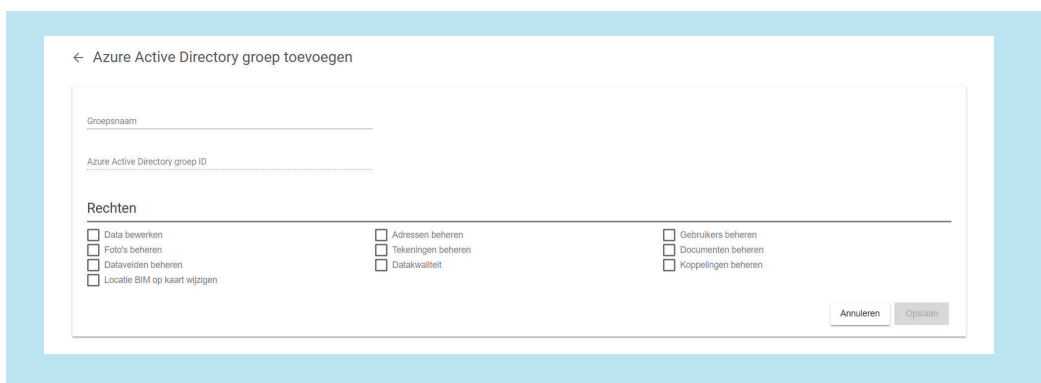 ← Azure Active Directory groep toevoegen
Groepsnaam
Azure Active Directory groep ID
Rechten
Data bewerken Adressen beheren Gebruikers beheren
Foto's beheren Tekeningen beheren Documenten beheren
Datavelden beheren Datakwaliteit Koppelingen beheren
Locatie BIM op kaart wijzigen
Annuleren Opslaan